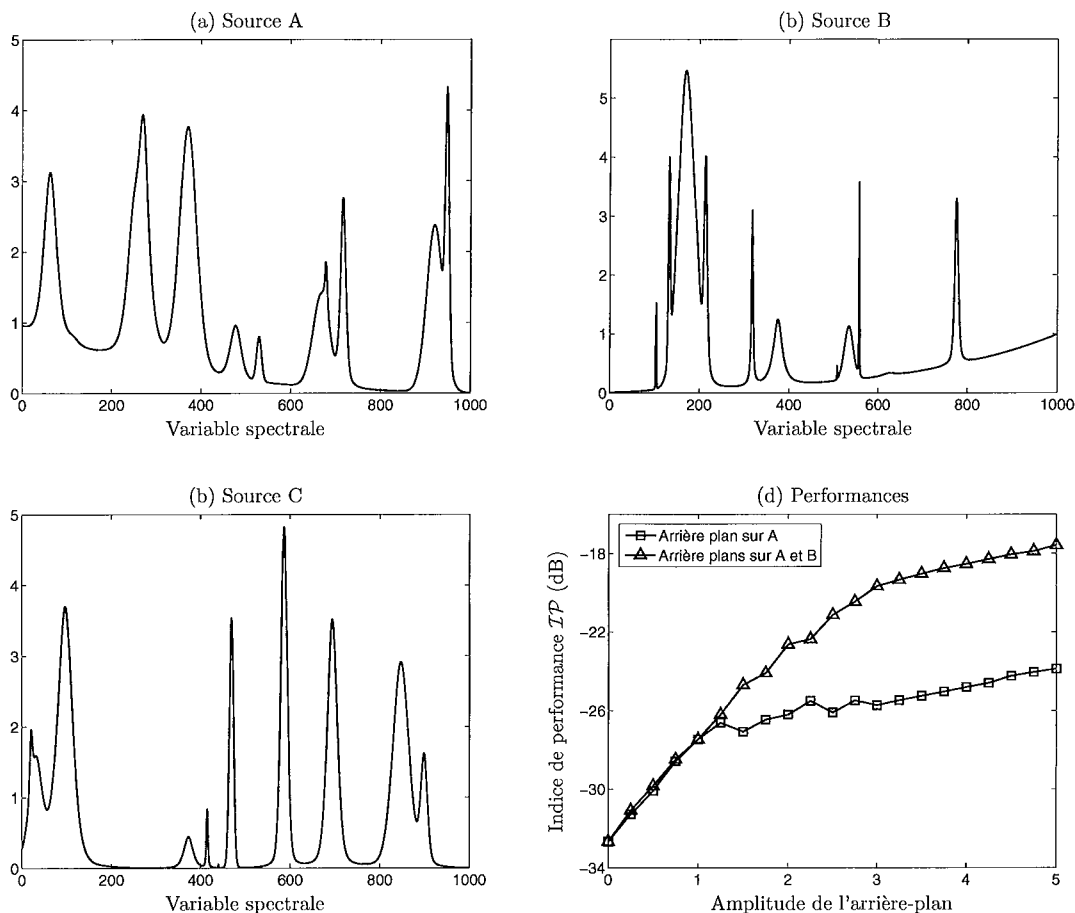 (a) Source A
5
4
3
2
1
0
0 200 400 600 800 1000
Variable spectrale
(b) Source B
5
4
3
2
1
0
0 200 400 600 800 1000
Variable spectrale
(b) Source C
5
4
3
2
1
0
0 200 400 600 800 1000
Variable spectrale
(d) Performances
Arrière plan sur A
Arrière plans sur A et B
Indice de performance IP (dB)
-18
-22
-26
-30
-34
0 1 2 3 4 5
Amplitude de l'arrière-plan